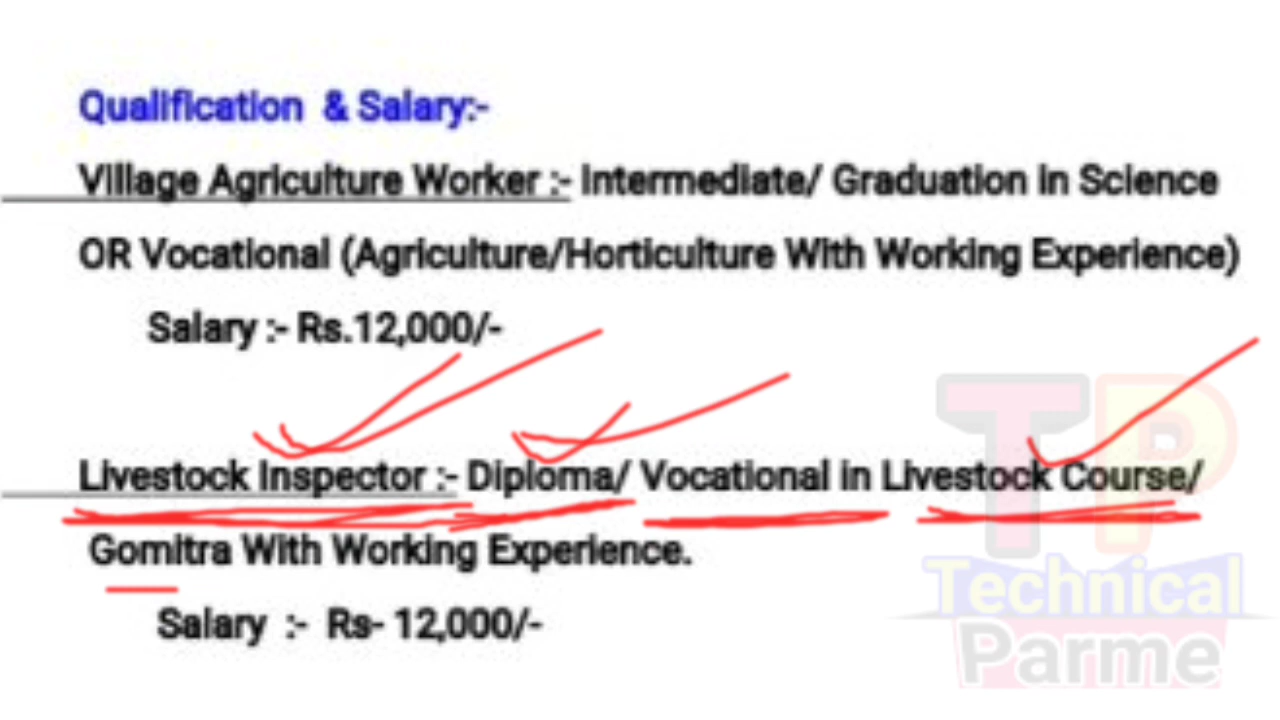 Qualification & Salary:-
Village Agriculture Worker :- Intermediate/ Graduation in Science
OR Vocational (Agriculture/Horticulture With Working Experience)
Salary :- Rs.12,000/-
Livestock Inspector :- Diploma/ Vocational in Livestock Course/
Gomitra With Working Experience.
Salary :- Rs- 12,000/-
TP
Technical
Parme